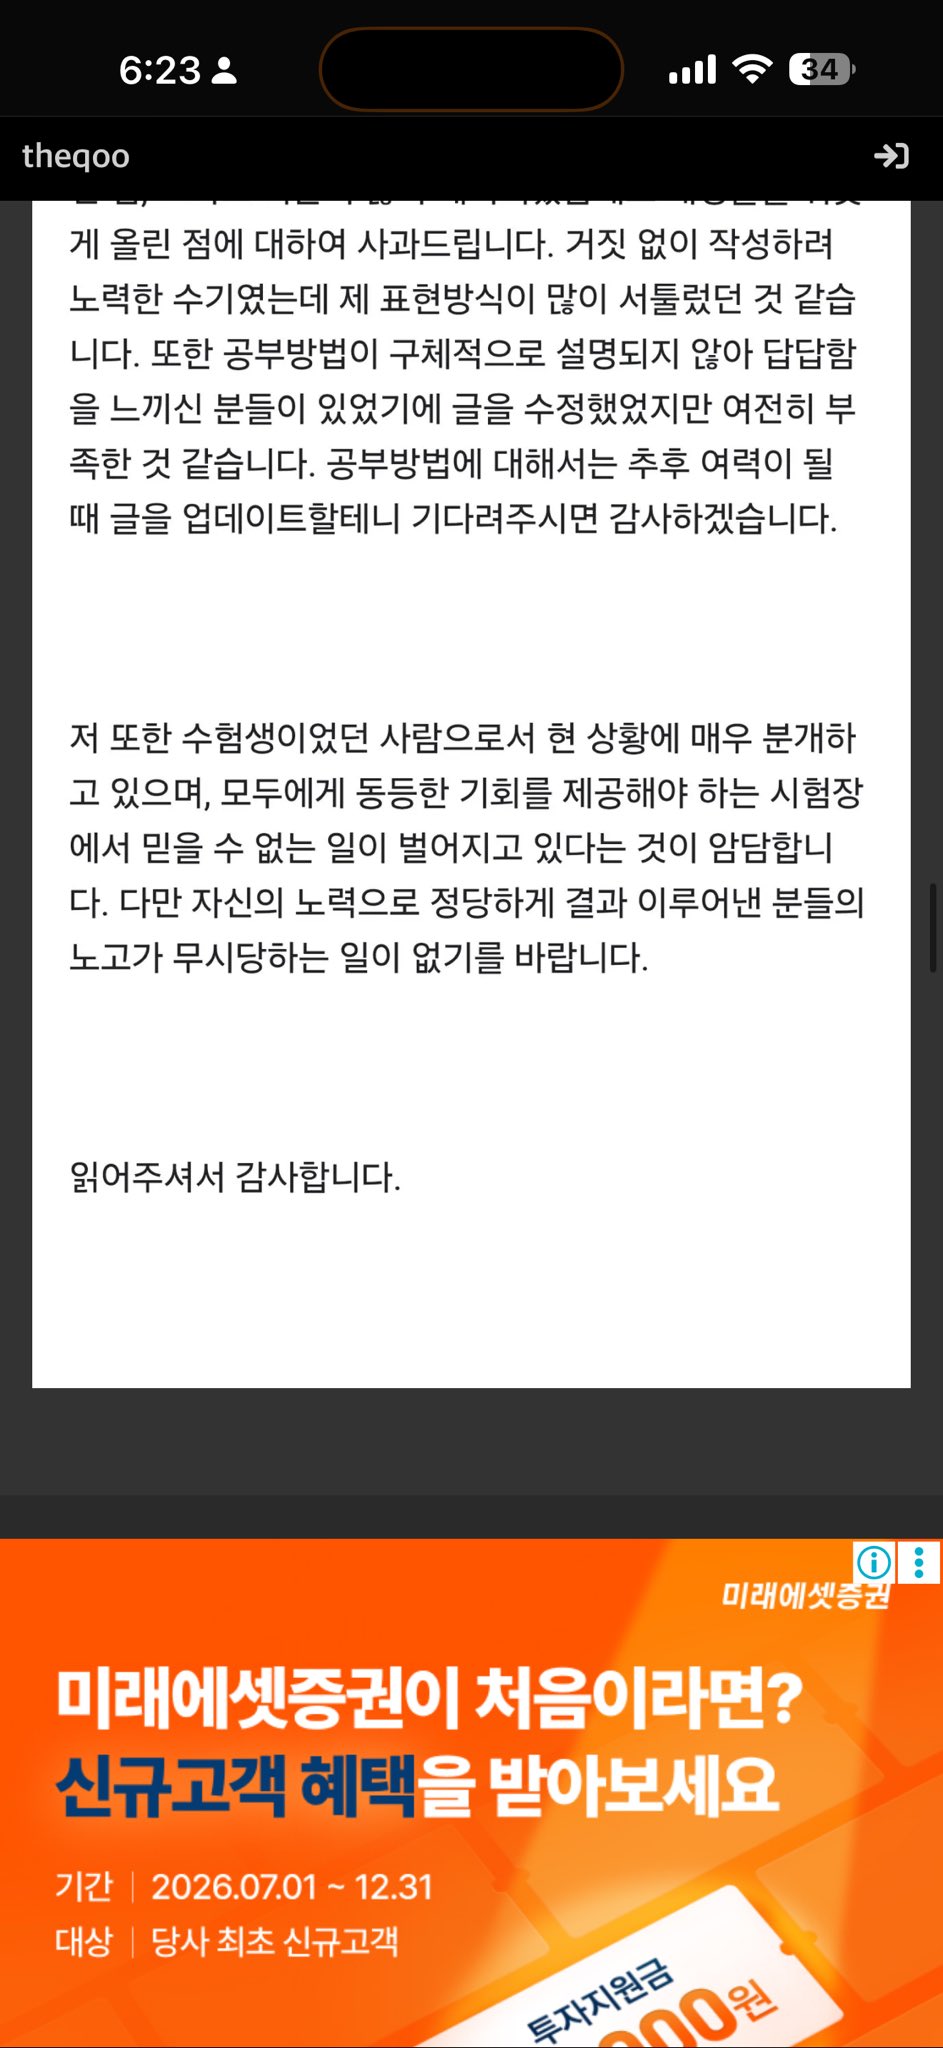 6:23
34
theqoo
게 올린 점에 대하여 사과드립니다. 거짓 없이 작성하려
노력한 수기였는데 제 표현방식이 많이 서툴렀던 것 같습
니다. 또한 공부방법이 구체적으로 설명되지 않아 답답함
을 느끼신 분들이 있었기에 글을 수정했었지만 여전히 부
족한 것 같습니다. 공부방법에 대해서는 추후 여력이 될
때 글을 업데이트할테니 기다려주시면 감사하겠습니다.
저 또한 수험생이었던 사람으로서 현 상황에 매우 분개하
고 있으며, 모두에게 동등한 기회를 제공해야 하는 시험장
에서 믿을 수 없는 일이 벌어지고 있다는 것이 암담합니
다. 다만 자신의 노력으로 정당하게 결과 이루어낸 분들의
노고가 무시당하는 일이 없기를 바랍니다.
읽어주셔서 감사합니다.
미래에셋증권
미래에셋증권이 처음이라면?
신규고객 혜택을 받아보세요
기간 | 2026.07.01 ~ 12.31
대상 | 당사 최초 신규고객
투자지원금
000원